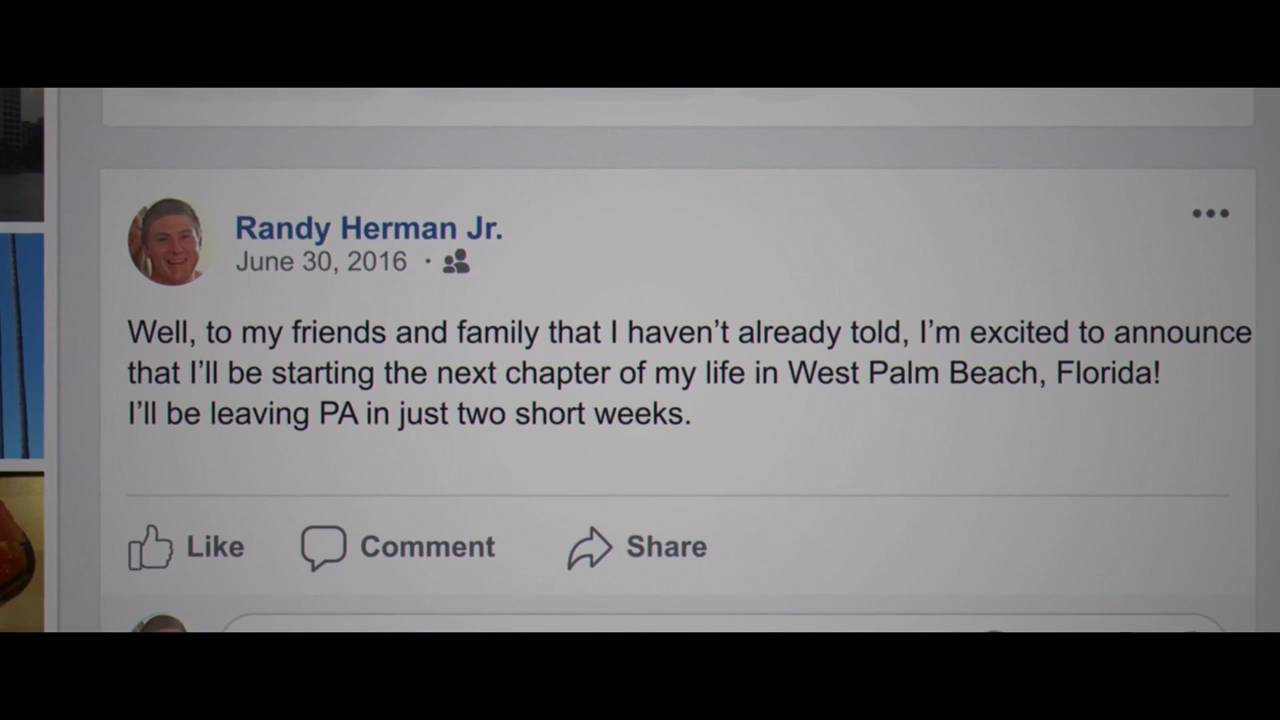 Randy Herman Jr.
June 30, 2016 ·
Well, to my friends and family that I haven’t already told, I’m excited to announce
that I’ll be starting the next chapter of my life in West Palm Beach, Florida!
I’ll be leaving PA in just two short weeks.
Like Comment Share